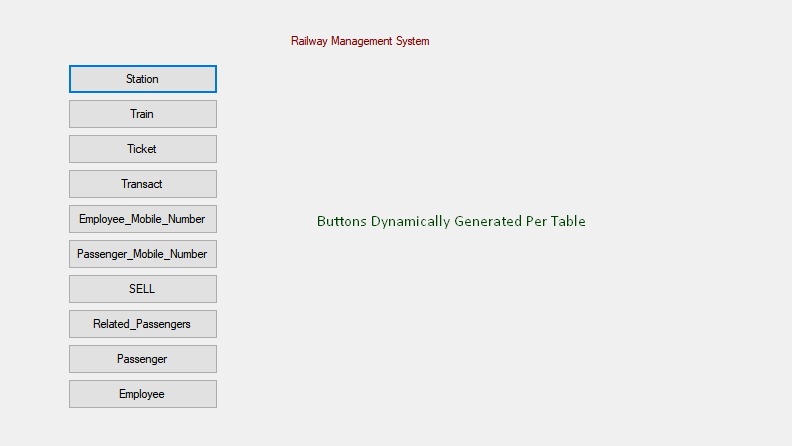 Railway Management System
Station
Train
Ticket
Transact
Employee_Mobile_Number
Buttons Dynamically Generated Per Table
Passenger_Mobile_Number
SELL
Related_Passengers
Passenger
Employee